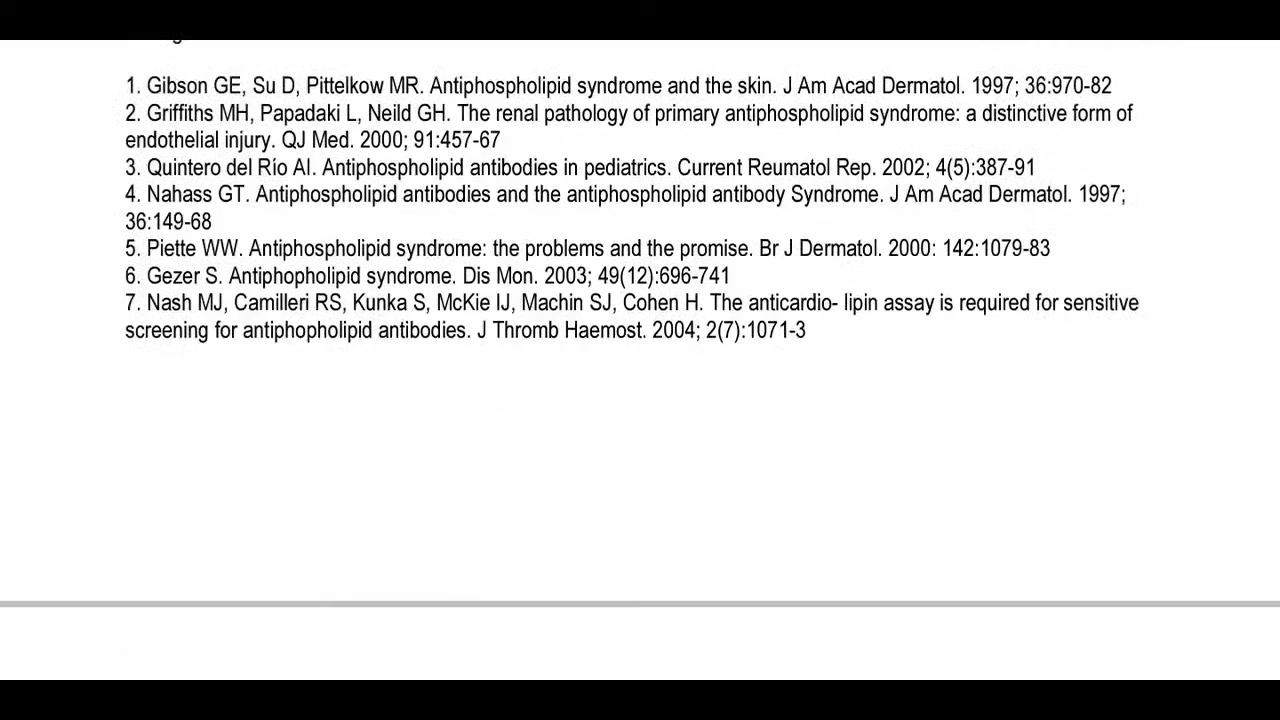 1. Gibson GE, Su D, Pittelkow MR. Antiphospholipid syndrome and the skin. J Am Acad Dermatol. 1997; 36:970-82
2. Griffiths MH, Papadaki L, Neild GH. The renal pathology of primary antiphospholipid syndrome: a distinctive form of
endothelial injury. QJ Med. 2000; 91:457-67
3. Quintero del Río AI. Antiphospholipid antibodies in pediatrics. Current Reumatol Rep. 2002; 4(5):387-91
4. Nahass GT. Antiphospholipid antibodies and the antiphospholipid antibody Syndrome. J Am Acad Dermatol. 1997;
36:149-68
5. Piette WW. Antiphospholipid syndrome: the problems and the promise. Br J Dermatol. 2000: 142:1079-83
6. Gezer S. Antiphopholipid syndrome. Dis Mon. 2003; 49(12):696-741
7. Nash MJ, Camilleri RS, Kunka S, McKie IJ, Machin SJ, Cohen H. The anticardio- lipin assay is required for sensitive
screening for antiphopholipid antibodies. J Thromb Haemost. 2004; 2(7):1071-3